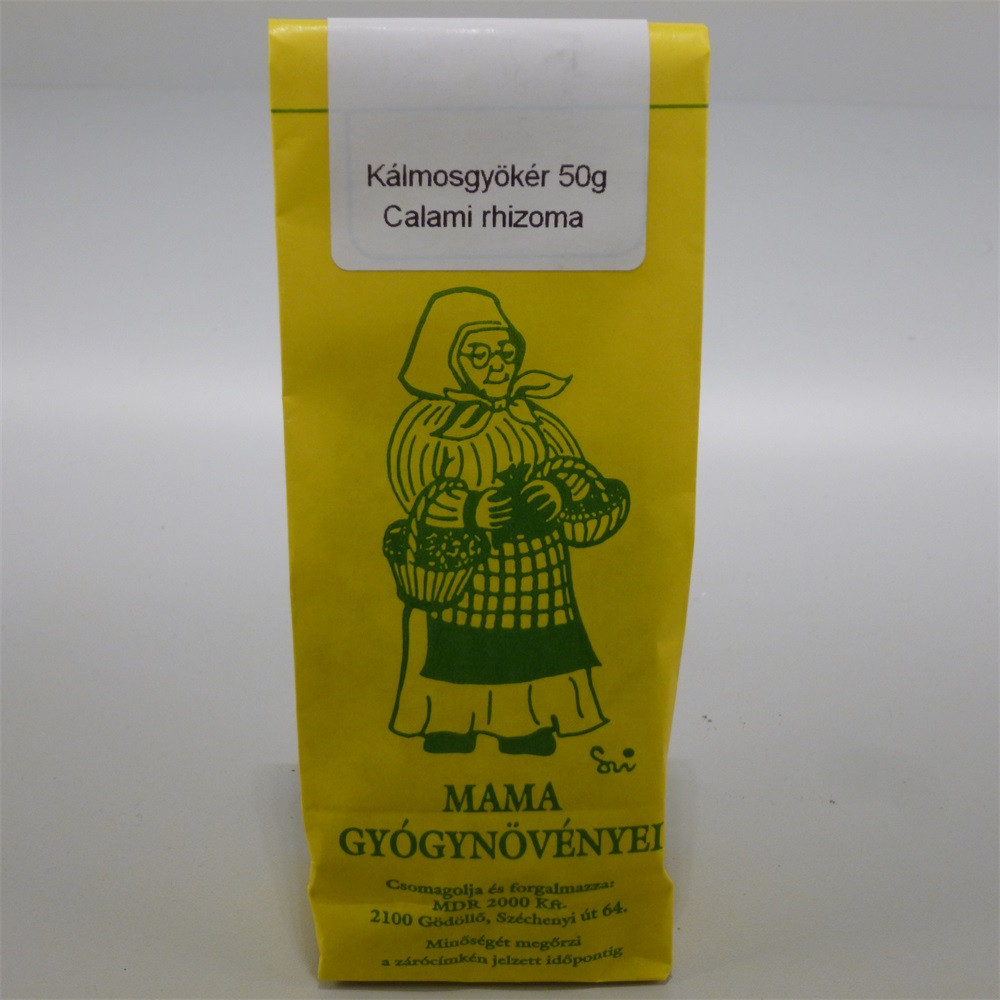 Kálmosgyökér 50g
Calami rhizoma
Sri
MAMA
GYÓGYNÖVÉNYEI
Csomagolja és forgalmazza:
MDR 2000 Kft.
2100 Gödöllő, Széchenyi út 64.
Minőségét megőrzi
a zárócímkén jelzett időpontig